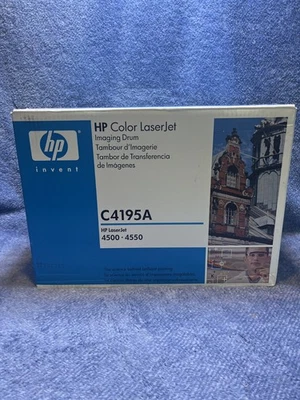 hp
invent
HP Color LaserJet
Imaging Drum
Tambour d'Imagerie
Tambor de Transferencia
de Imágenes
C4195A
HP LaserJet
4500 · 4550